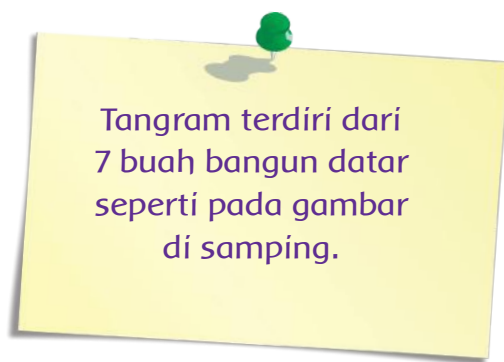 Tangram terdiri dari
7 buah bangun datar
seperti pada gambar
di samping.